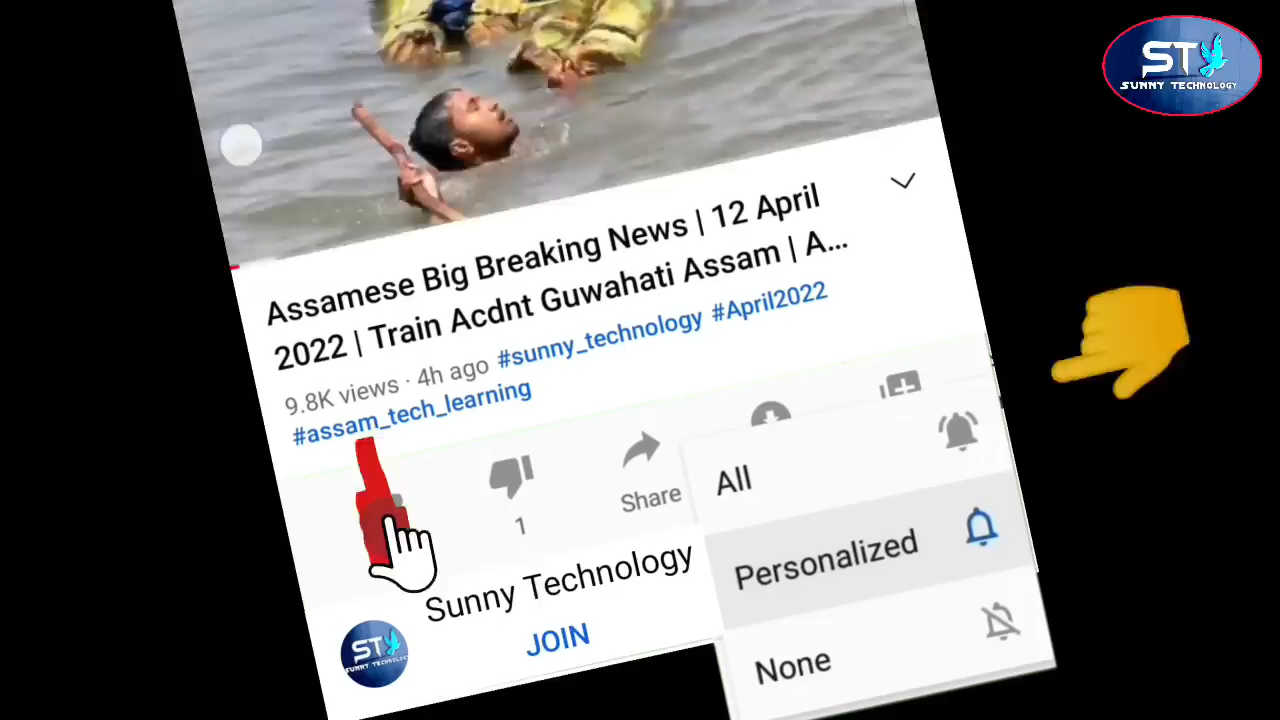 ST
SUNNY TECHNOLOGY
Assamese Big Breaking News | 12 April
2022 | Train Acdnt Guwahati Assam | A...
9.8K views · 4h ago #sunny_technology #April2022
#assam_tech_learning
1
Share
All
Personalized
None
Sunny Technology
JOIN
ST
SUNNY TECHNOLOGY